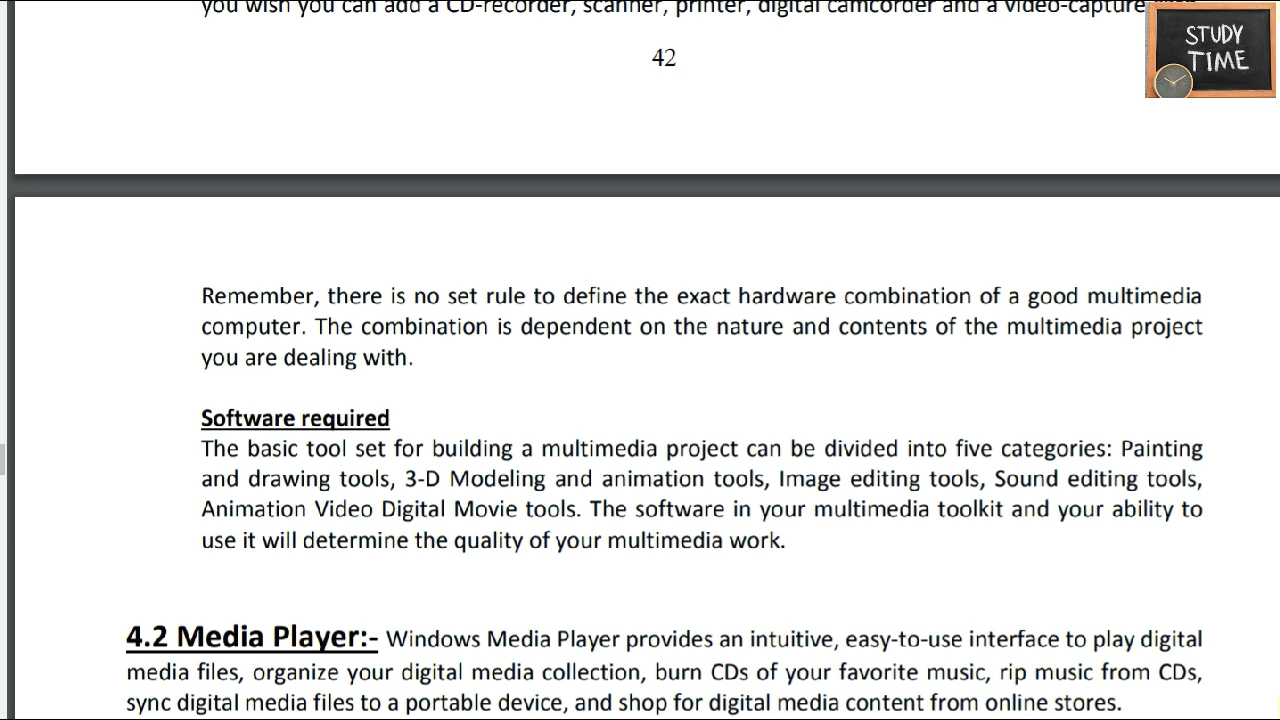 you wish you can add a CD-recorder, scanner, printer, digital camcorder and a video-capture
42
STUDY
TIME
Remember, there is no set rule to define the exact hardware combination of a good multimedia
computer. The combination is dependent on the nature and contents of the multimedia project
you are dealing with.
Software required
The basic tool set for building a multimedia project can be divided into five categories: Painting
and drawing tools, 3-D Modeling and animation tools, Image editing tools, Sound editing tools,
Animation Video Digital Movie tools. The software in your multimedia toolkit and your ability to
use it will determine the quality of your multimedia work.
4.2 Media Player:- Windows Media Player provides an intuitive, easy-to-use interface to play digital
media files, organize your digital media collection, burn CDs of your favorite music, rip music from CDs,
sync digital media files to a portable device, and shop for digital media content from online stores.